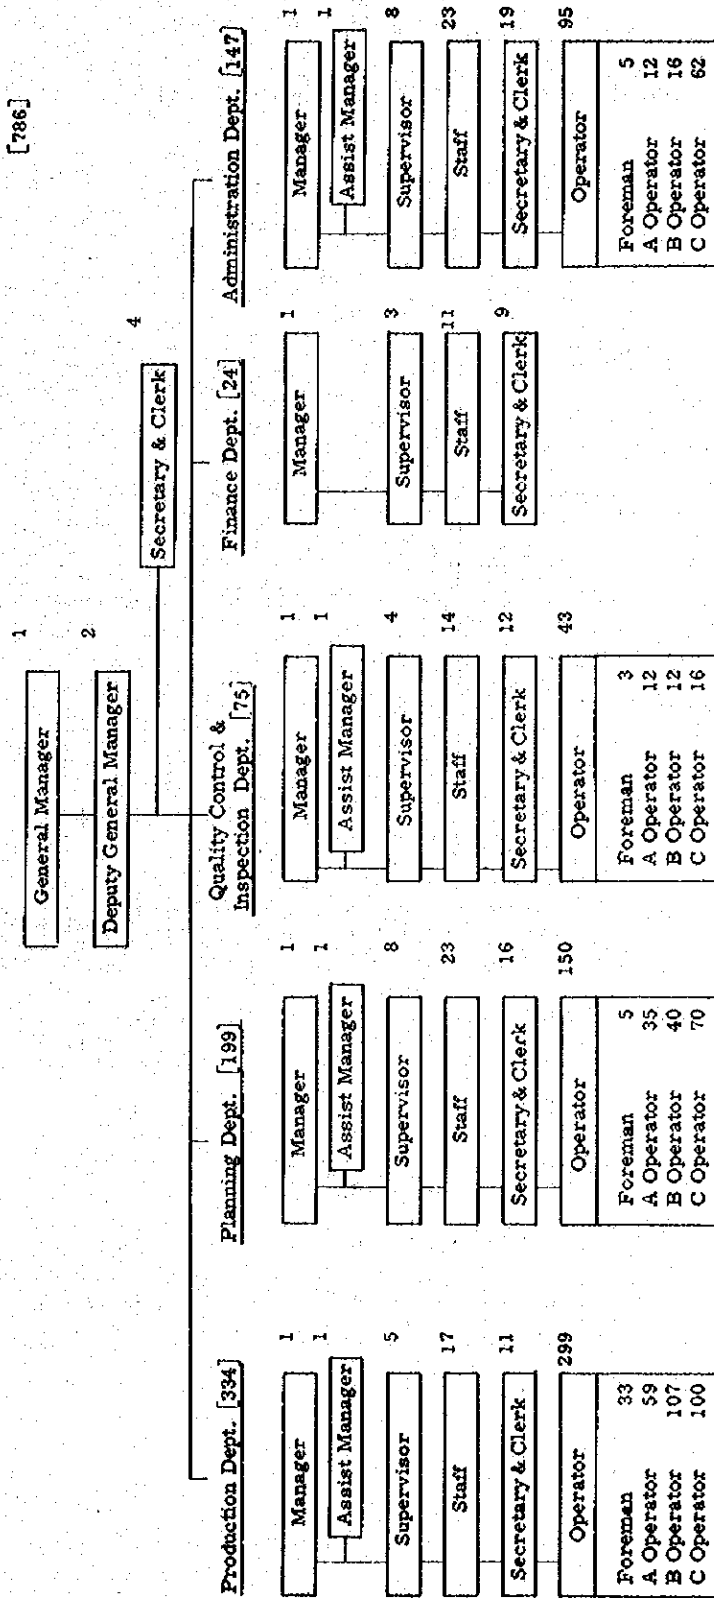 [786]
General Manager 1
Deputy General Manager 2
Secretary & Clerk 4
Production Dept. [334]
Manager 1
Assist Manager 1
Supervisor 5
Staff 17
Secretary & Clerk 11
Operator 299
Foreman 33
A Operator 59
B Operator 107
C Operator 100
Planning Dept. [199]
Manager 1
Assist Manager 1
Supervisor 8
Staff 23
Secretary & Clerk 16
Operator 150
Foreman 5
A Operator 35
B Operator 40
C Operator 70
Quality Control &
Inspection Dept. [75]
Manager 1
Assist Manager 1
Supervisor 4
Staff 14
Secretary & Clerk 12
Operator 43
Foreman 3
A Operator 12
B Operator 12
C Operator 16
Finance Dept. [24]
Manager 1
Supervisor 3
Staff 11
Secretary & Clerk 9
Administration Dept. [147]
Manager 1
Assist Manager 1
Supervisor 8
Staff 23
Secretary & Clerk 19
Operator 95
Foreman 5
A Operator 12
B Operator 16
C Operator 62